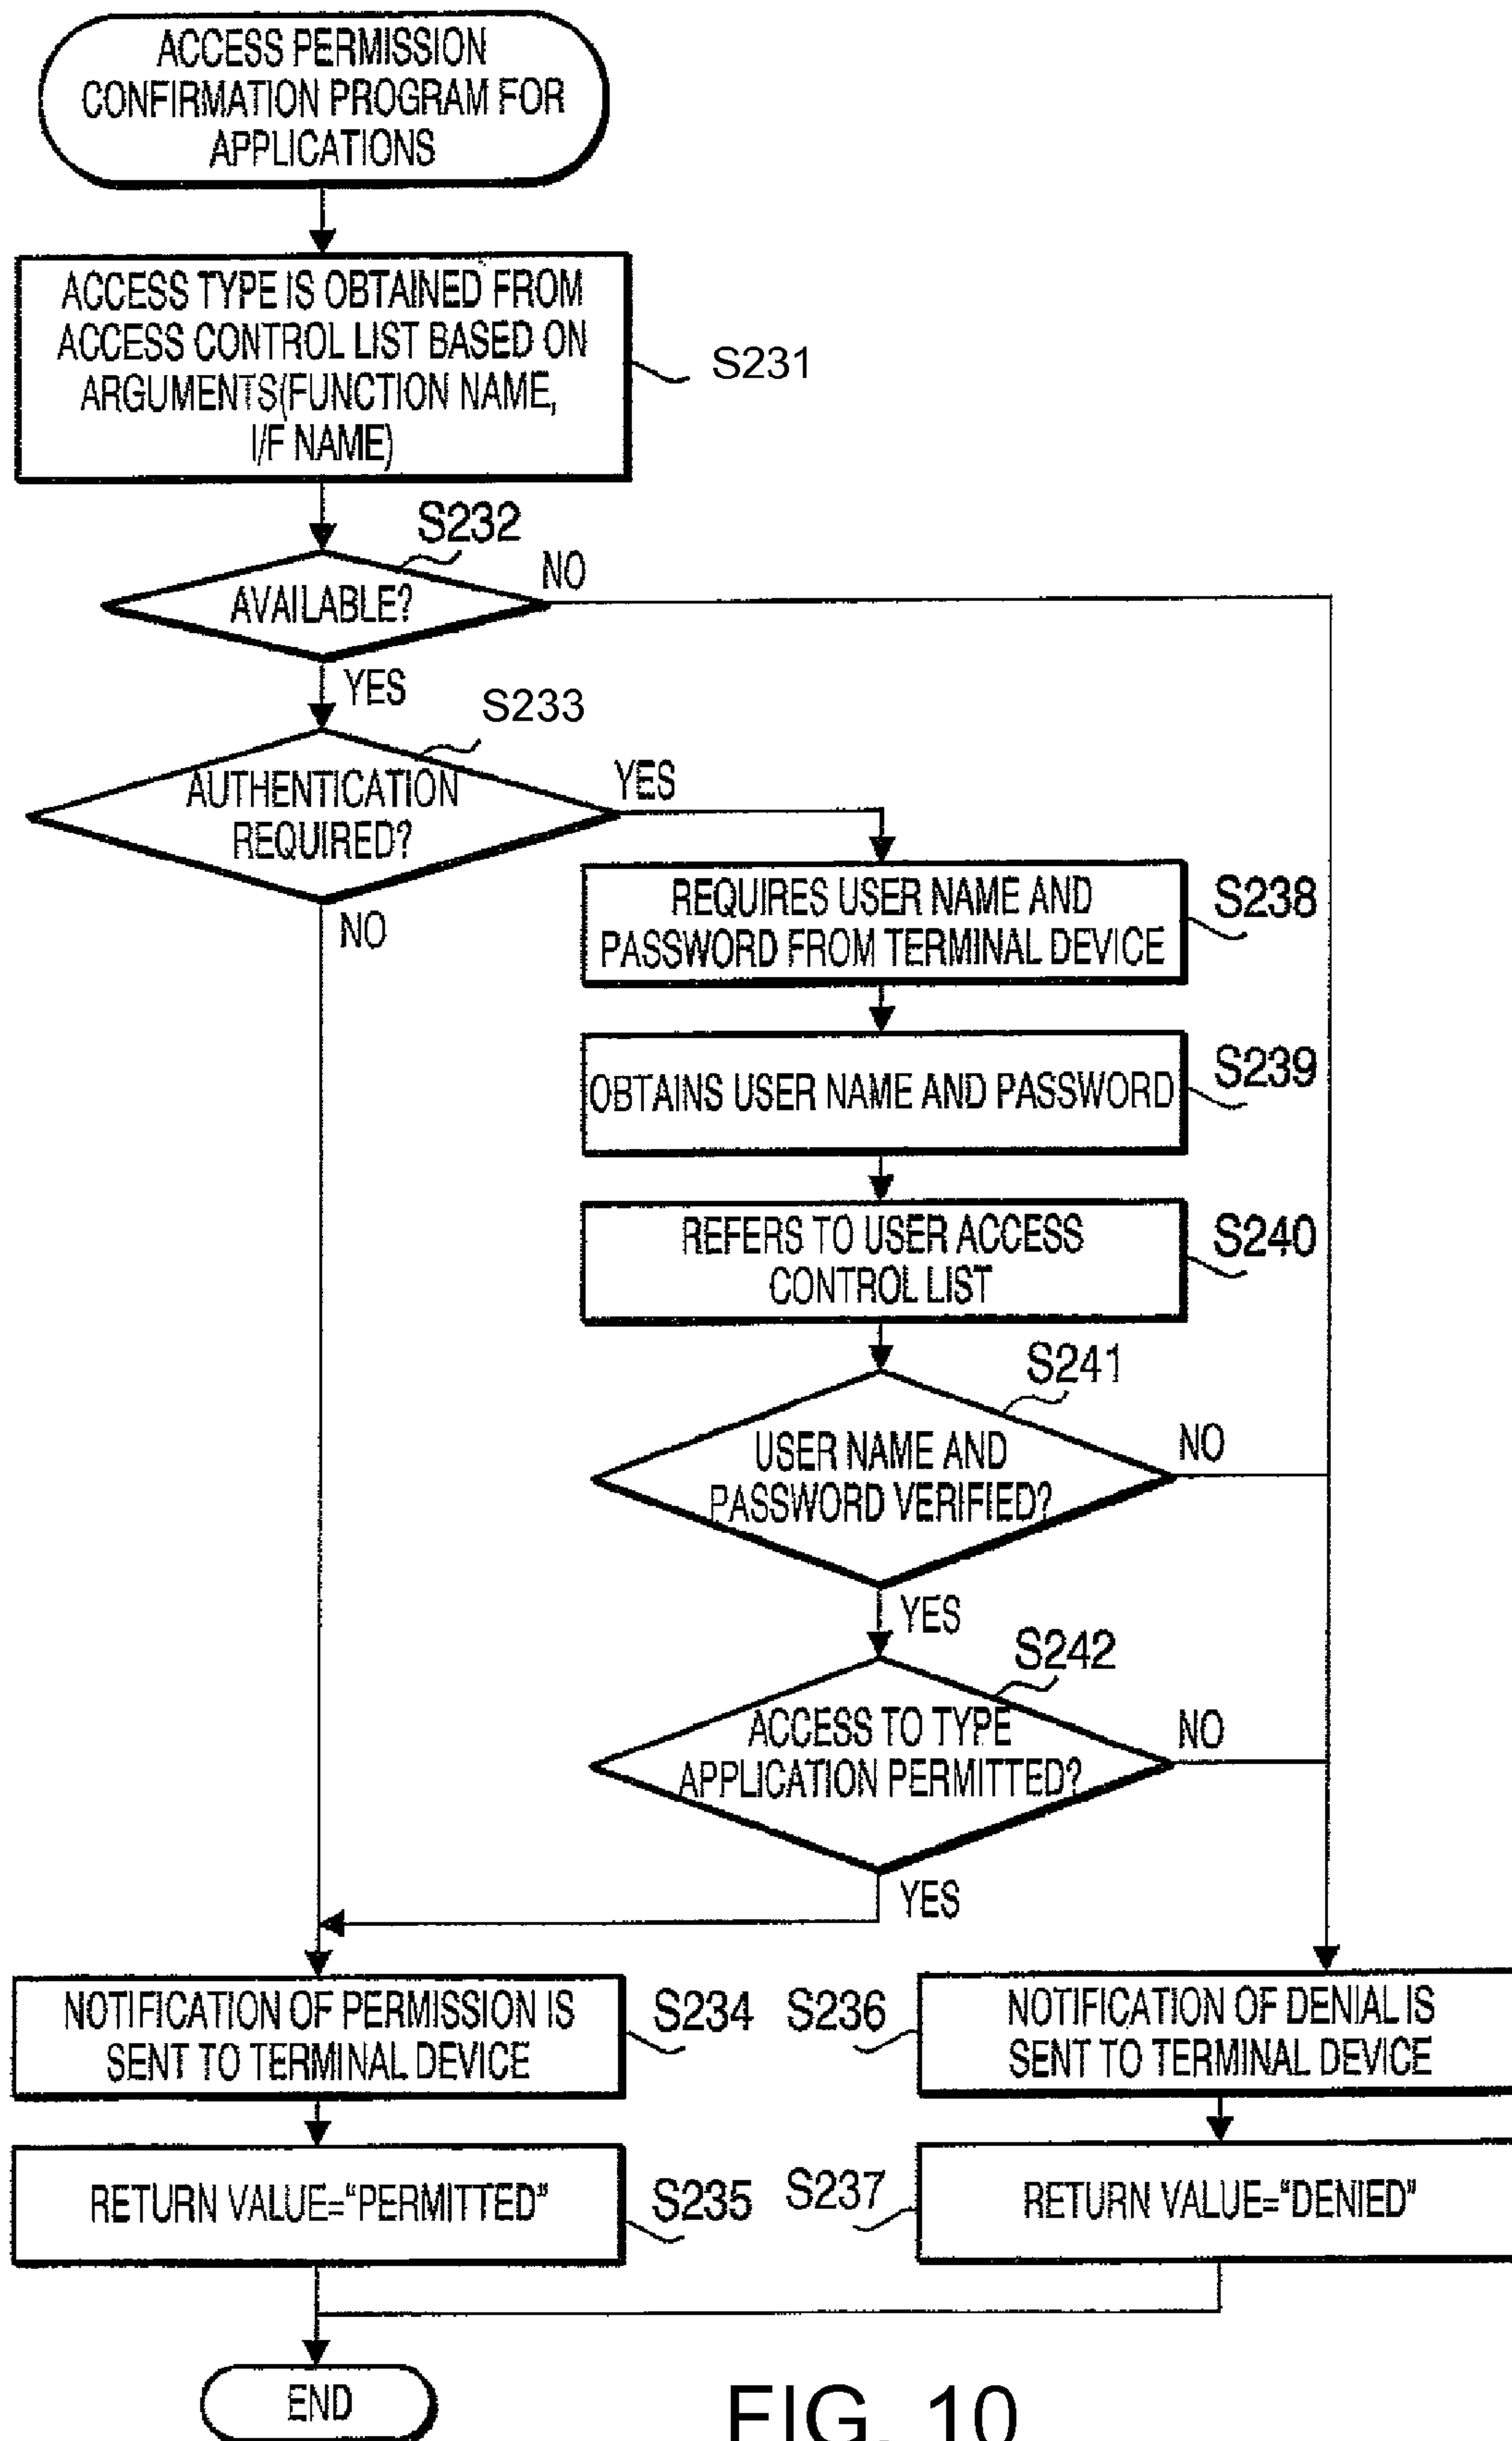 ACCESS PERMISSION
CONFIRMATION PROGRAM FOR
APPLICATIONS
ACCESS TYPE IS OBTAINED FROM
ACCESS CONTROL LIST BASED ON
ARGUMENTS(FUNCTION NAME,
I/F NAME)
S231
S232
AVAILABLE?
NO
YES
S233
AUTHENTICATION
REQUIRED?
YES
NO
REQUIRES USER NAME AND
PASSWORD FROM TERMINAL DEVICE
S238
OBTAINS USER NAME AND PASSWORD
S239
REFERS TO USER ACCESS
CONTROL LIST
S240
S241
USER NAME AND
PASSWORD VERIFIED?
NO
YES
S242
ACCESS TO TYPE
APPLICATION PERMITTED?
NO
YES
NOTIFICATION OF PERMISSION IS
SENT TO TERMINAL DEVICE
S234
S236
NOTIFICATION OF DENIAL IS
SENT TO TERMINAL DEVICE
RETURN VALUE="PERMITTED"
S235
S237
RETURN VALUE="DENIED"
END
FIG. 10